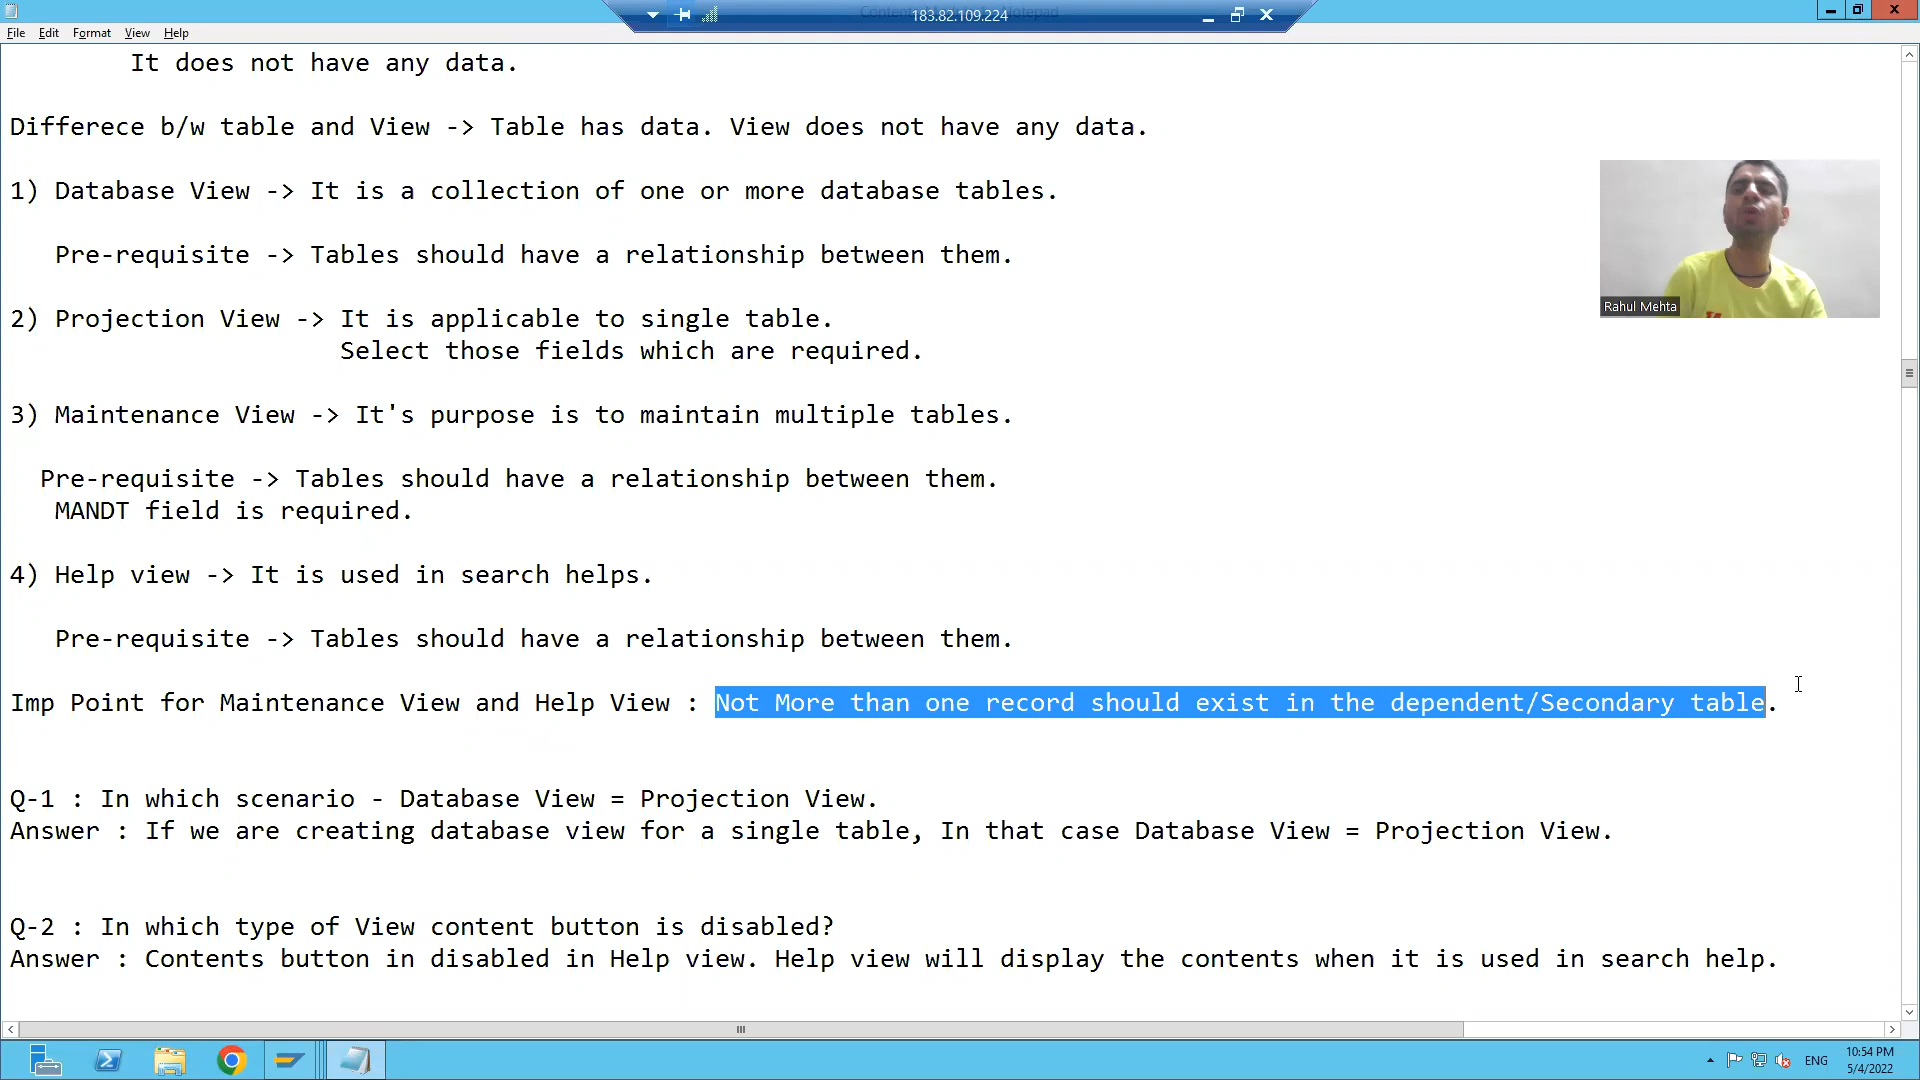 183.82.109.224
File Edit Format View Help
It does not have any data.
Differece b/w table and View -> Table has data. View does not have any data.
1) Database View -> It is a collection of one or more database tables.
Pre-requisite -> Tables should have a relationship between them.
2) Projection View -> It is applicable to single table.
Select those fields which are required.
3) Maintenance View -> It's purpose is to maintain multiple tables.
Pre-requisite -> Tables should have a relationship between them.
MANDT field is required.
4) Help view -> It is used in search helps.
Pre-requisite -> Tables should have a relationship between them.
Imp Point for Maintenance View and Help View : Not More than one record should exist in the dependent/Secondary table.
Q-1 : In which scenario - Database View = Projection View.
Answer : If we are creating database view for a single table, In that case Database View = Projection View.
Q-2 : In which type of View content button is disabled?
Answer : Contents button in disabled in Help view. Help view will display the contents when it is used in search help.
Rahul Mehta
ENG
10:54 PM
5/4/2022